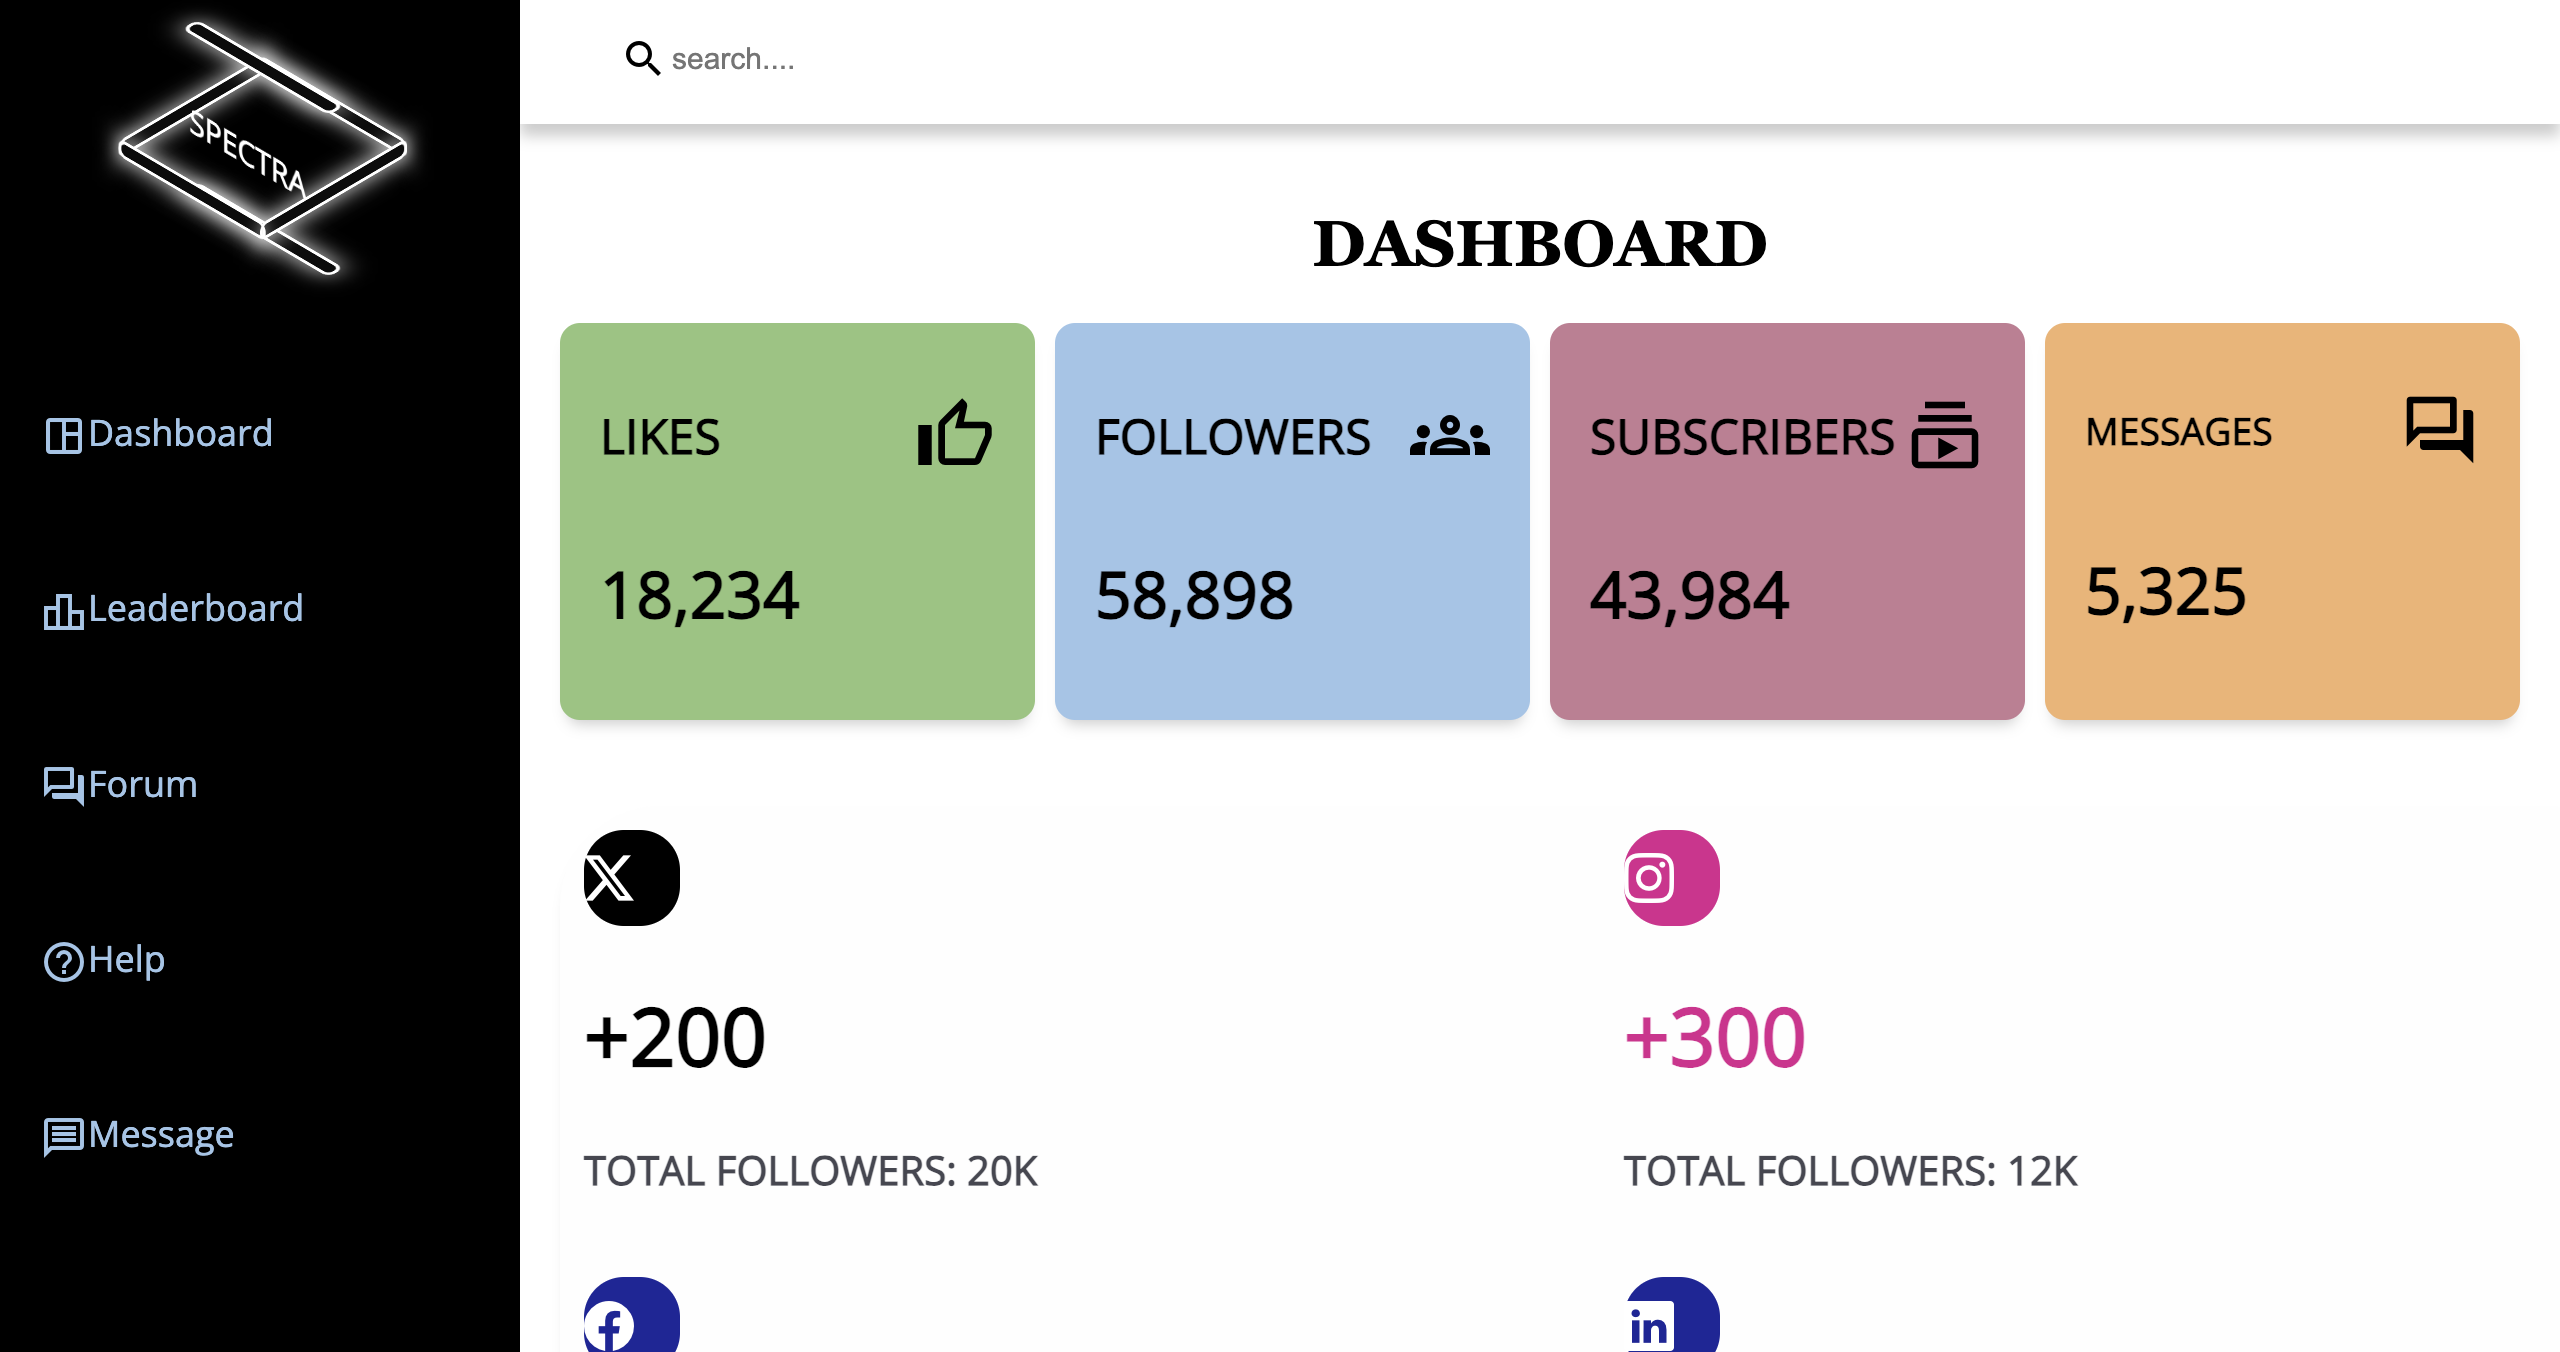 SPECTRA
search....
Dashboard
Leaderboard
Forum
Help
Message
DASHBOARD
LIKES
18,234
FOLLOWERS
58,898
SUBSCRIBERS
43,984
MESSAGES
5,325
+200
TOTAL FOLLOWERS: 20K
+300
TOTAL FOLLOWERS: 12K
in